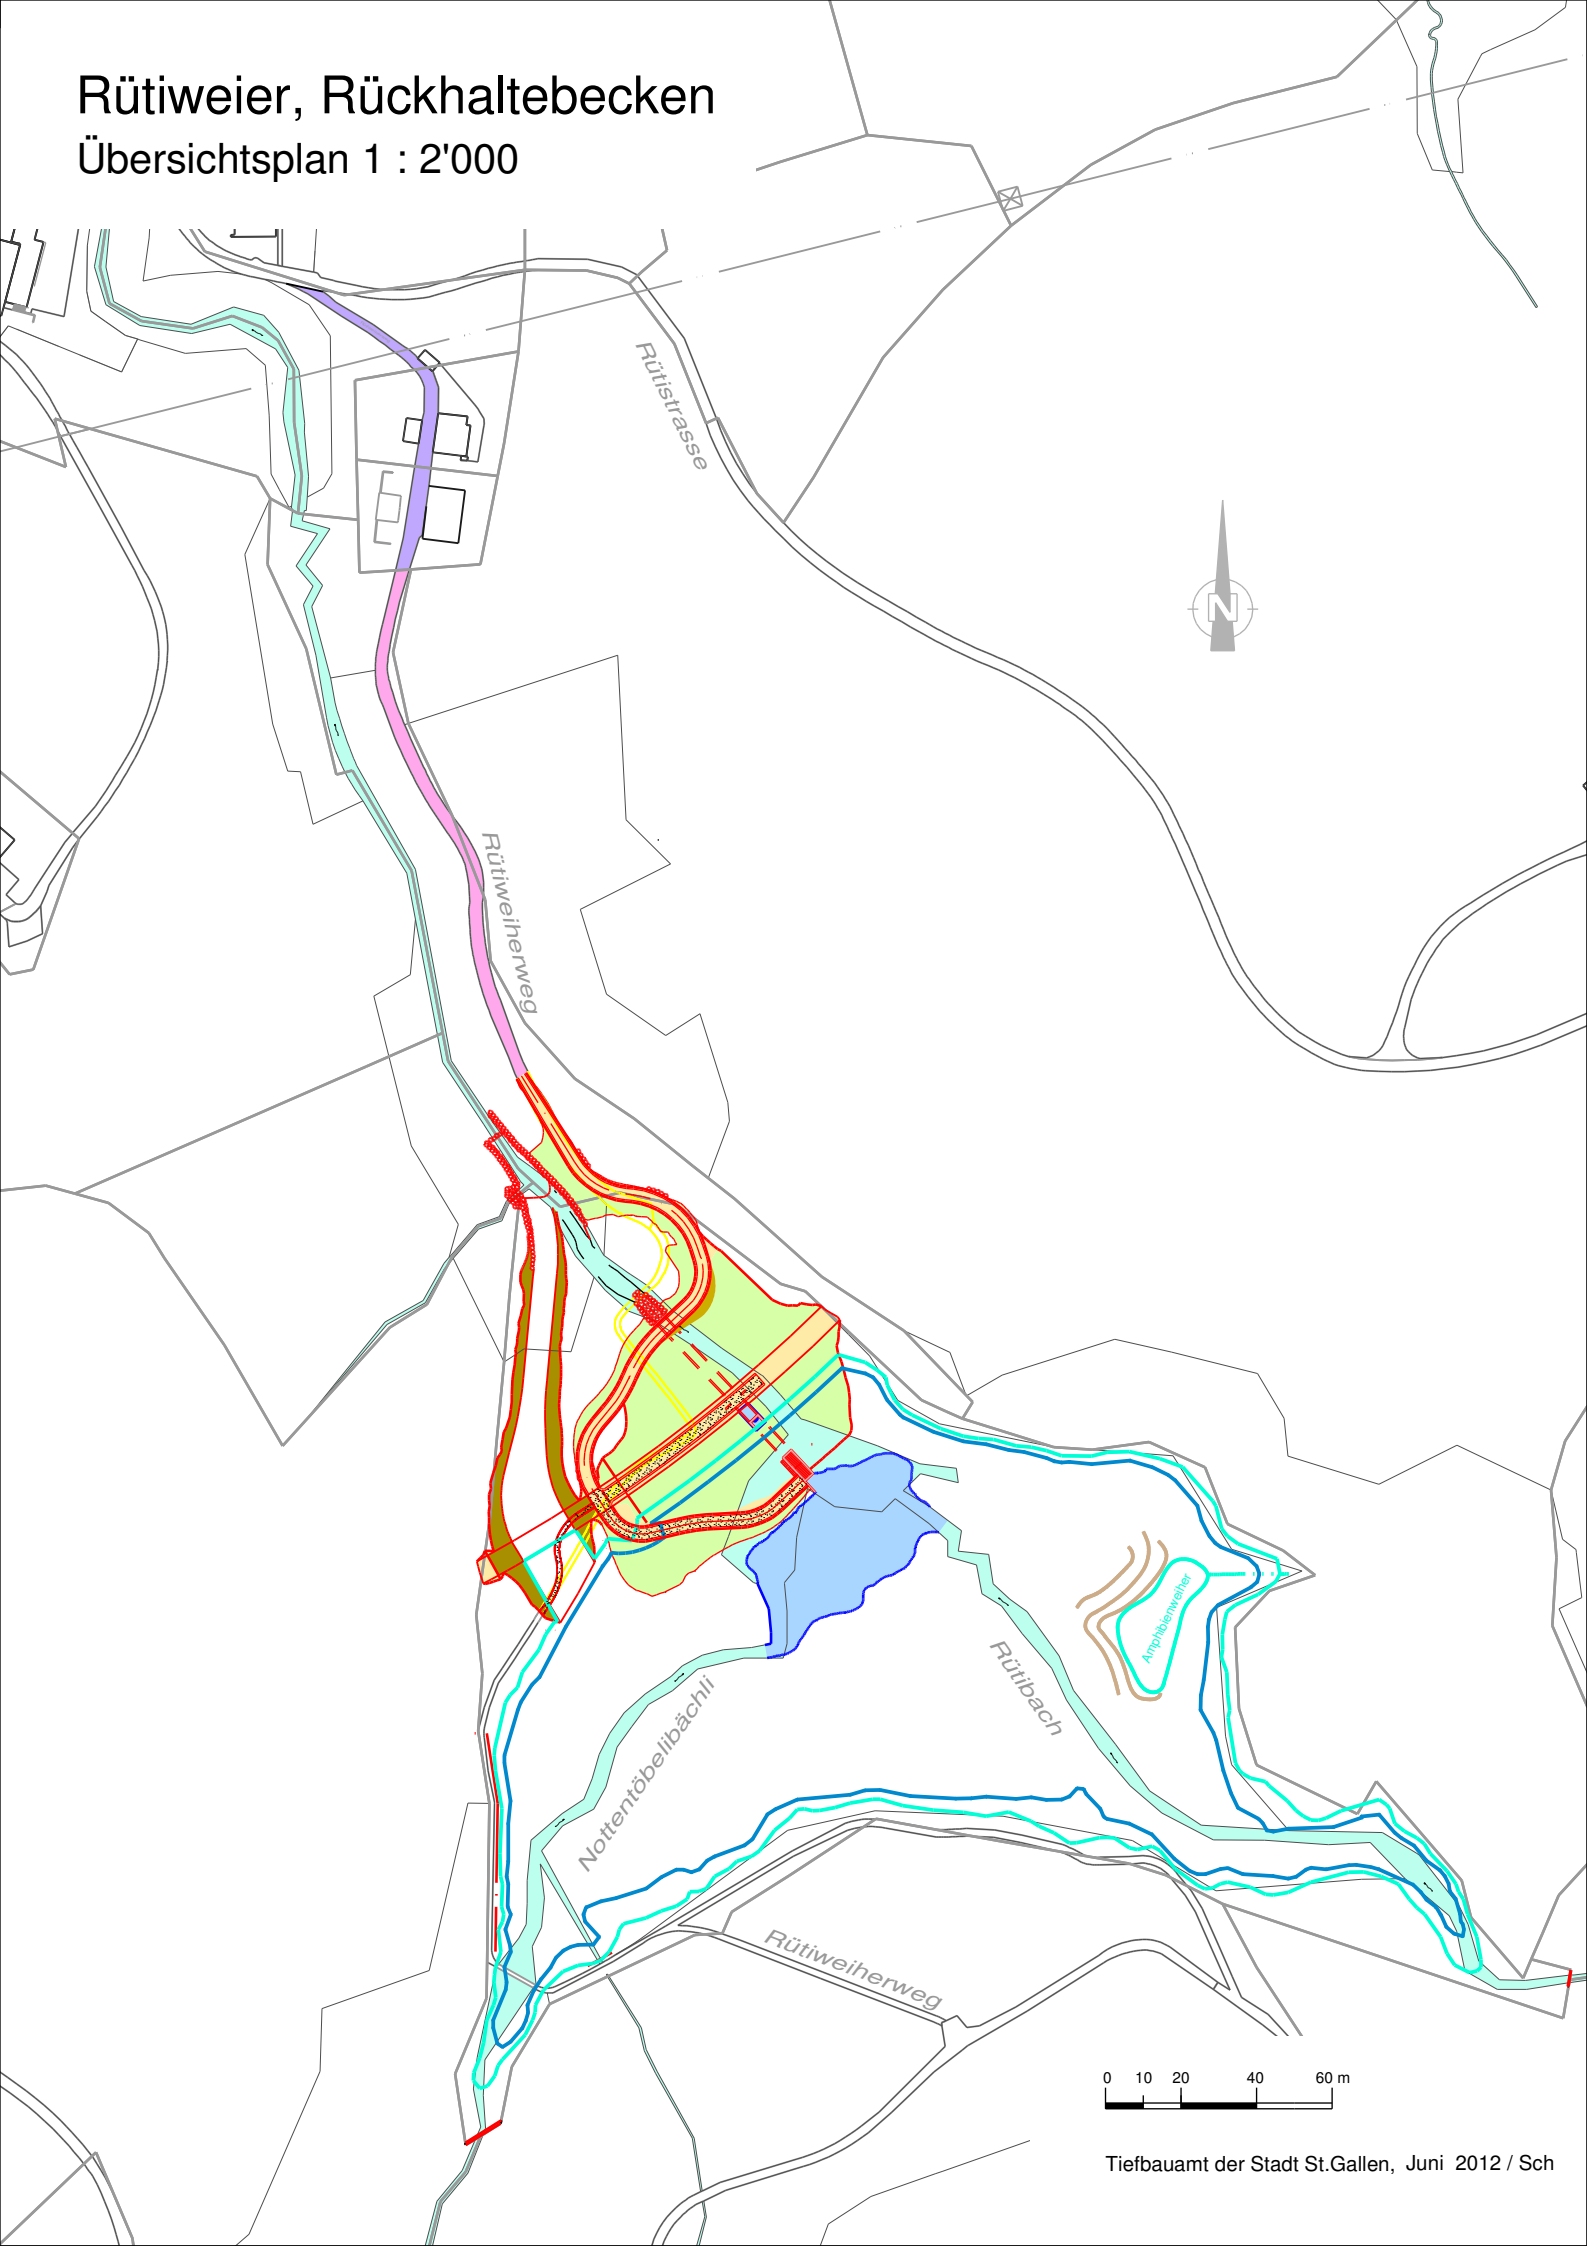 Rütiweier, Rückhaltebecken
Übersichtsplan 1 : 2'000
Rütistrasse
N
Rütiweiherweg
Amphibienweiher
Rütibach
Nottentöbelibächli
Rütiweiherweg
0 10 20 40 60 m
Tiefbauamt der Stadt St.Gallen, Juni 2012 / Sch